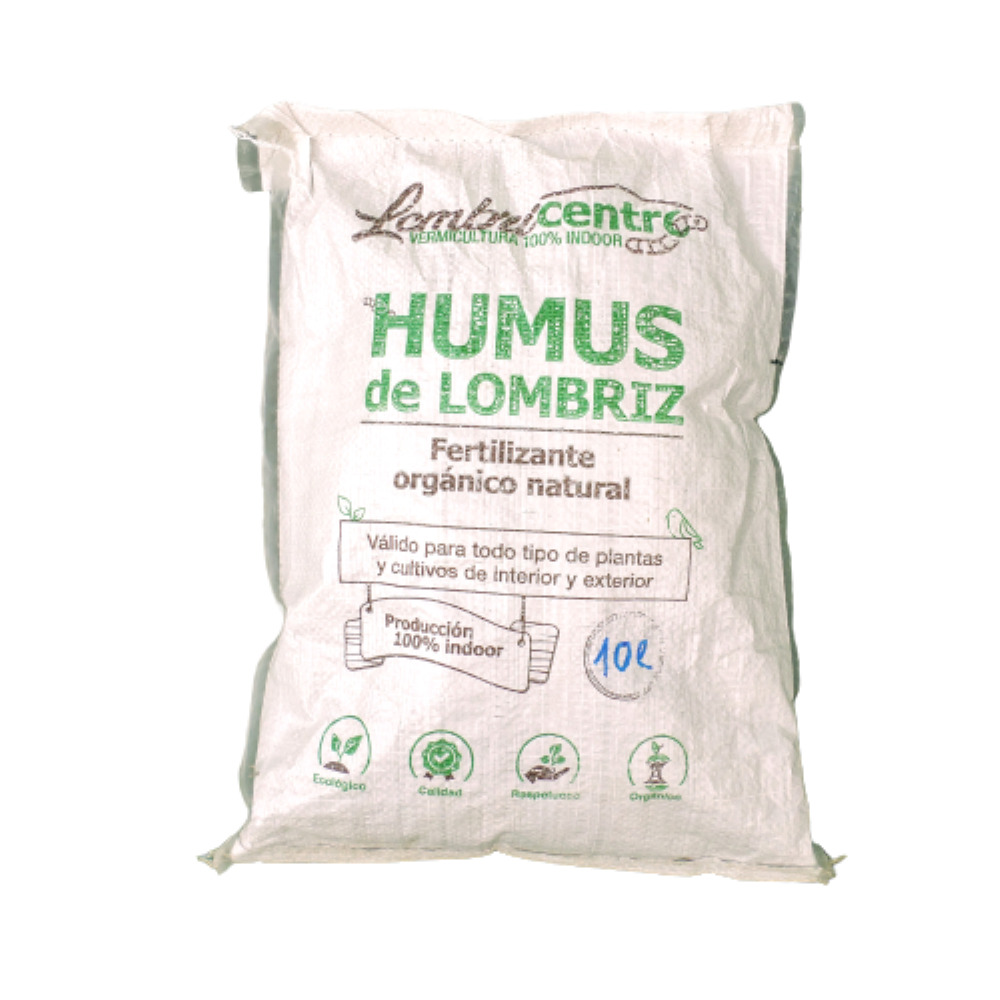 Lombricentro
VERMICULTURA 100% INDOOR
HUMUS
de LOMBRIZ
Fertilizante
orgánico natural
Válido para todo tipo de plantas
y cultivos de interior y exterior
Producción
100% indoor
10l
Ecológico
Calidad
Respetuoso
Orgánico